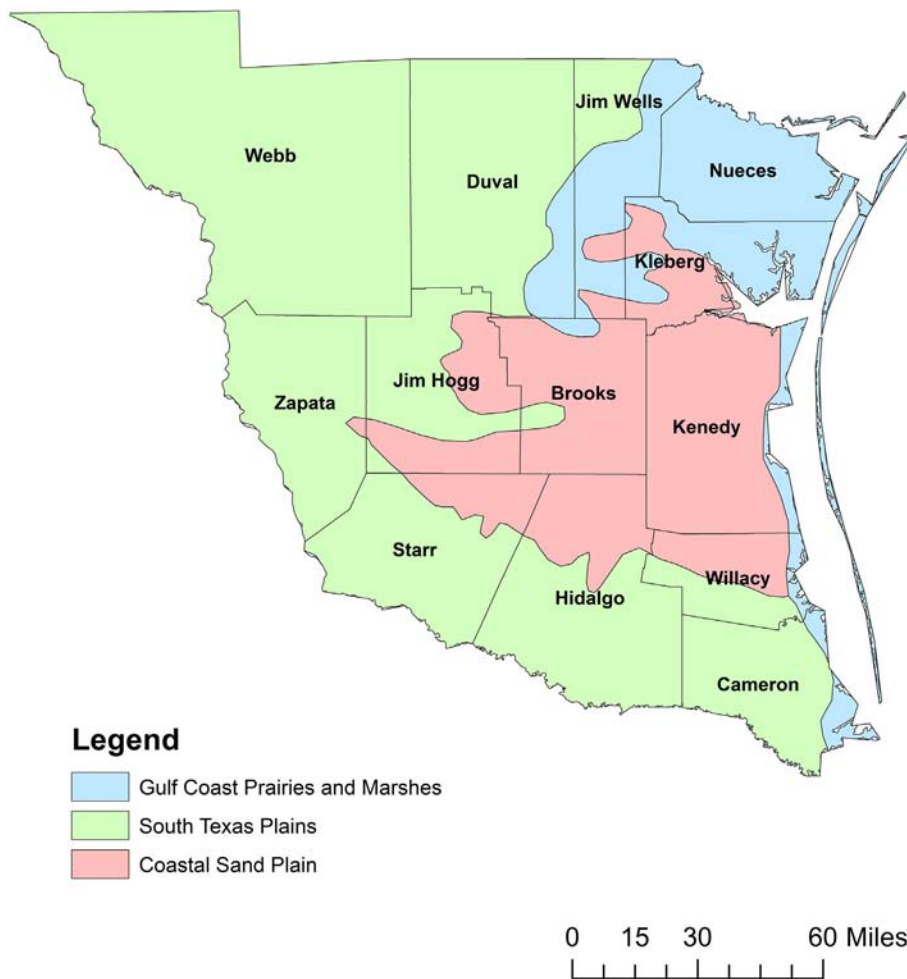 Jim Wells
Webb
Duval
Nueces
Kleberg
Zapata
Jim Hogg
Brooks
Kenedy
Starr
Hidalgo
Willacy
Cameron
Legend
Gulf Coast Prairies and Marshes
South Texas Plains
Coastal Sand Plain
0 15 30 60 Miles